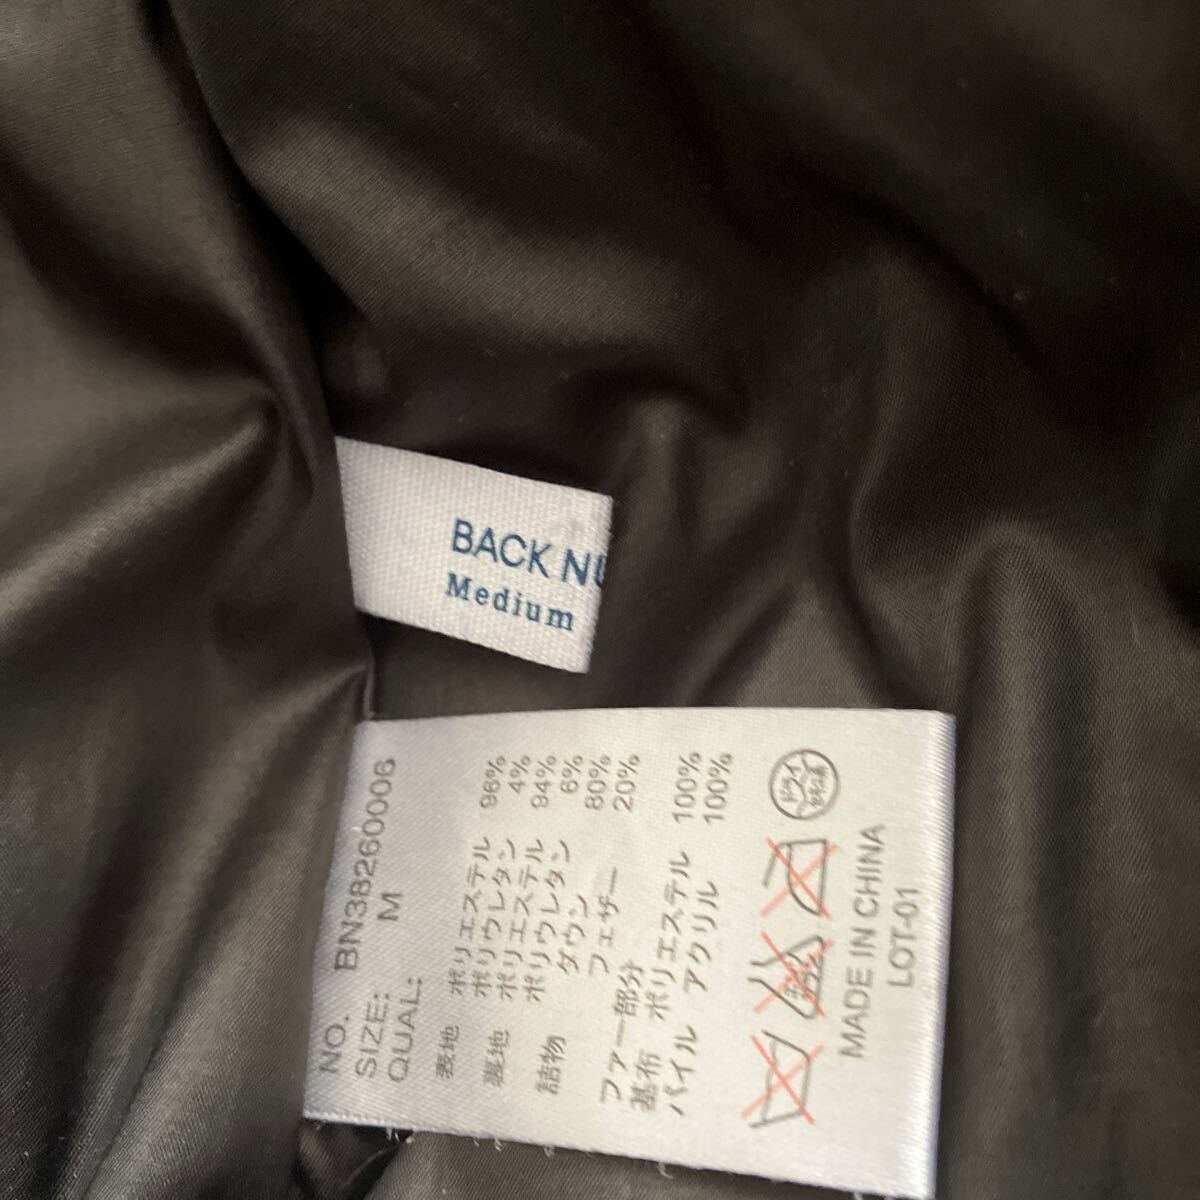 BACK NU
Medium
NO. BN38260006
SIZE: M
QUAL:
表地 ポリエステル 96%
ポリウレタン 4%
裏地 ポリエステル 94%
ポリウレタン 6%
詰物 ダウン 80%
フェザー 20%
ファー部分
基布 ポリエステル 100%
パイル アクリル 100%
ドライ
MADE IN CHINA
LOT-01